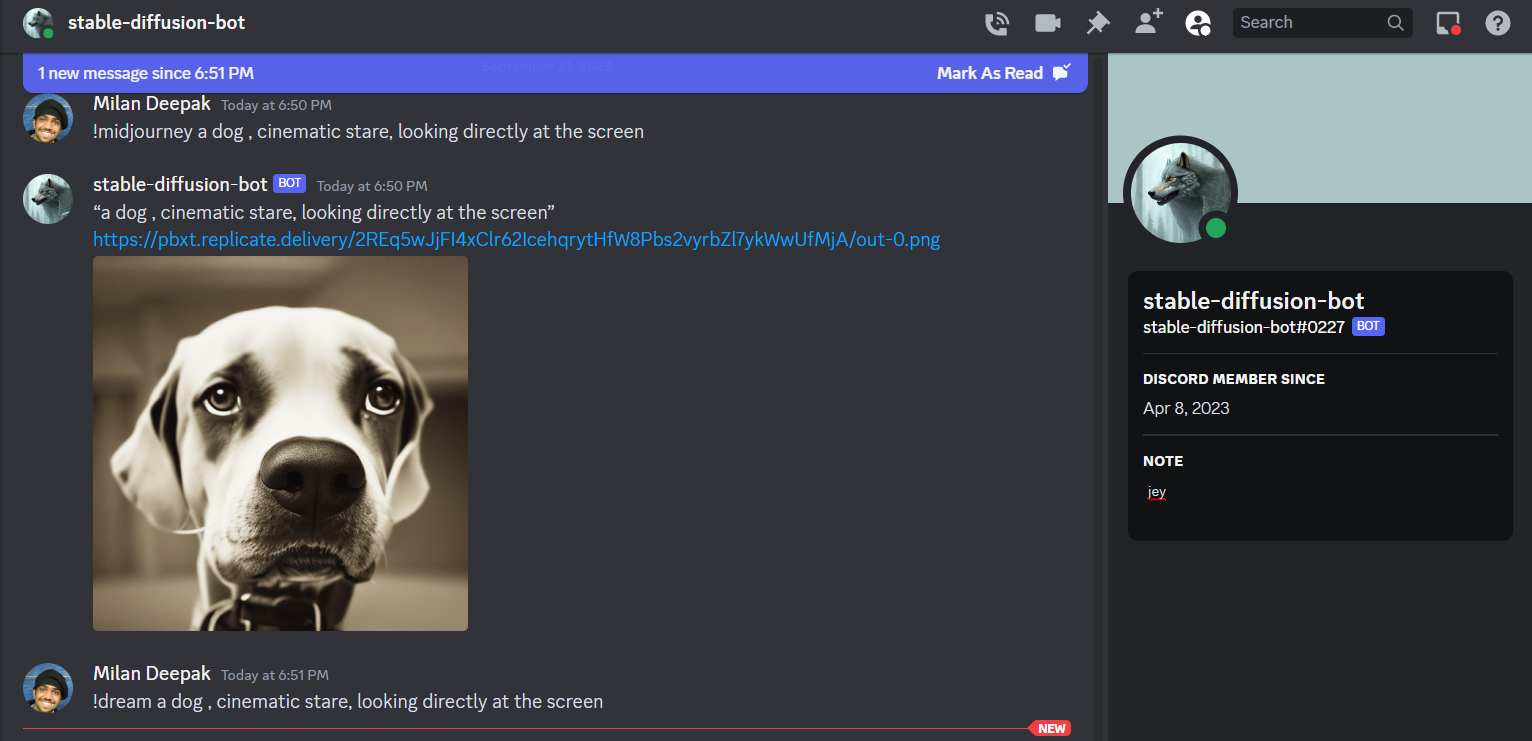 stable-diffusion-bot
Search
1 new message since 6:51 PM
September 21, 2023
Mark As Read
Milan Deepak Today at 6:50 PM
!midjourney a dog , cinematic stare, looking directly at the screen
stable-diffusion-bot BOT Today at 6:50 PM
“a dog , cinematic stare, looking directly at the screen”
https://pbxt.replicate.delivery/2REq5wJjFI4xClr62IcehqrytHfW8Pbs2vyrbZl7ykWwUfMjA/out-0.png
Milan Deepak Today at 6:51 PM
!dream a dog , cinematic stare, looking directly at the screen
NEW
stable-diffusion-bot
stable-diffusion-bot#0227 BOT
DISCORD MEMBER SINCE
Apr 8, 2023
NOTE
jey